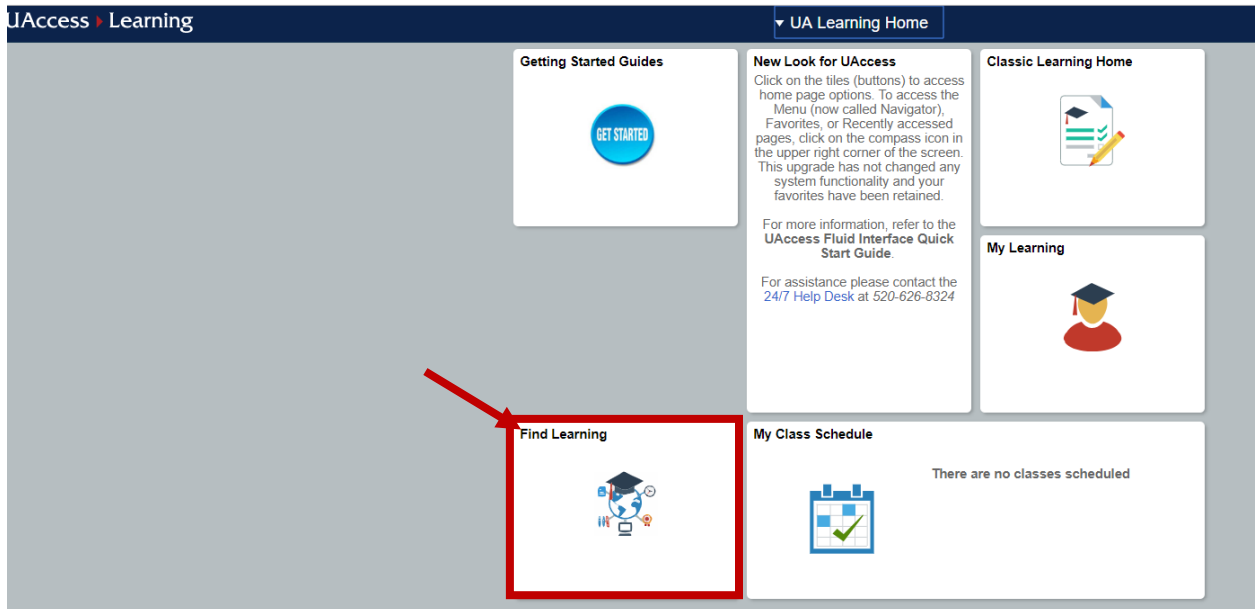 UAccess Learning
UA Learning Home
Getting Started Guides
GET STARTED
New Look for UAccess
Click on the tiles (buttons) to access
home page options. To access the
Menu (now called Navigator),
Favorites, or Recently accessed
pages, click on the compass icon in
the upper right corner of the screen.
This upgrade has not changed any
system functionality and your
favorites have been retained.
For more information, refer to the
UAccess Fluid Interface Quick
Start Guide.
For assistance please contact the
24/7 Help Desk at 520-626-8324
Classic Learning Home
My Learning
Find Learning
My Class Schedule
There are no classes scheduled